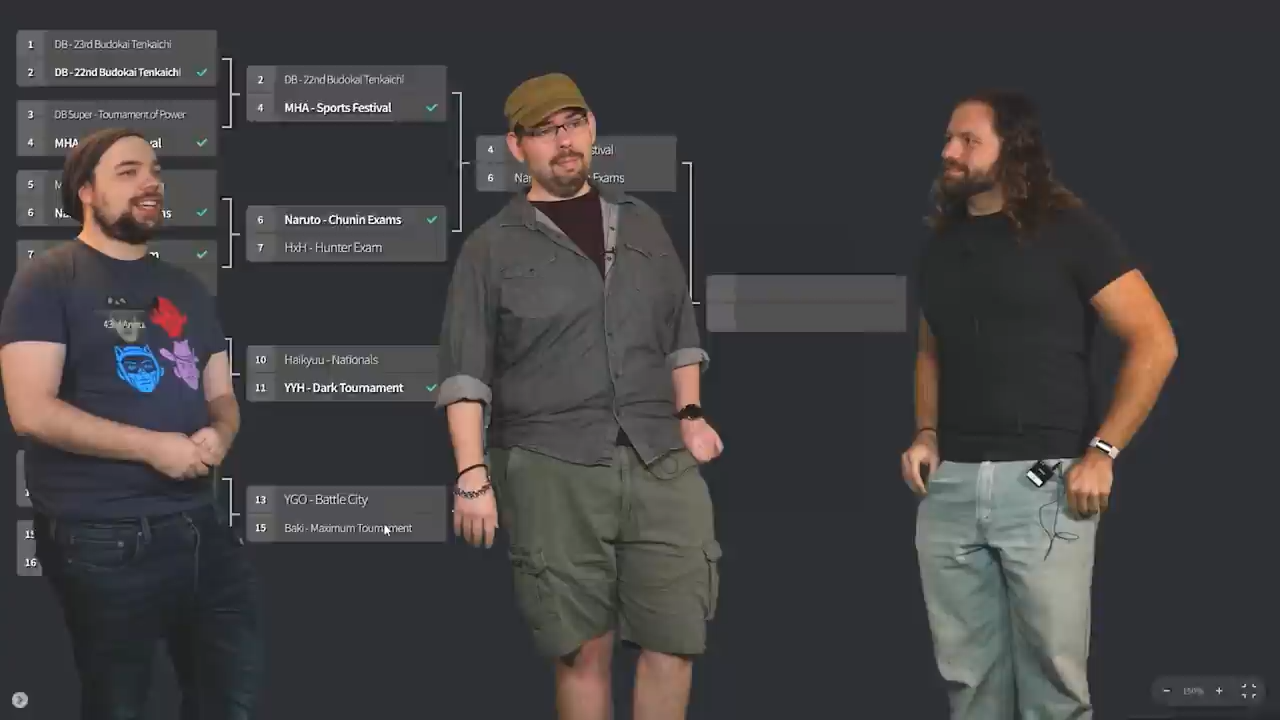 1 DB - 23rd Budokai Tenkaichi
2 DB - 22nd Budokai Tenkaichi
3 DB Super - Tournament of Power
4 MHA
5
6
7
2 DB - 22nd Budokai Tenkaichi
4 MHA - Sports Festival
6 Naruto - Chunin Exams
7 HxH - Hunter Exam
10 Haikyuu - Nationals
11 YYH - Dark Tournament
13 YGO - Battle City
15 Baki - Maximum Tournament
15
16
4
6 Exams
150%